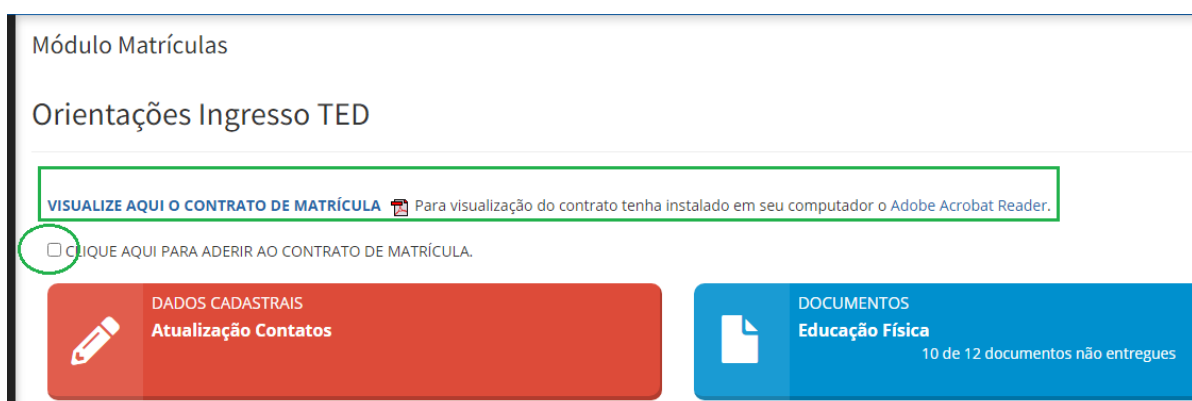 Módulo Matrículas
Orientações Ingresso TED
VISUALIZE AQUI O CONTRATO DE MATRÍCULA Para visualização do contrato tenha instalado em seu computador o Adobe Acrobat Reader.
CLIQUE AQUI PARA ADERIR AO CONTRATO DE MATRÍCULA.
DADOS CADASTRAIS
Atualização Contatos
DOCUMENTOS
Educação Física
10 de 12 documentos não entregues